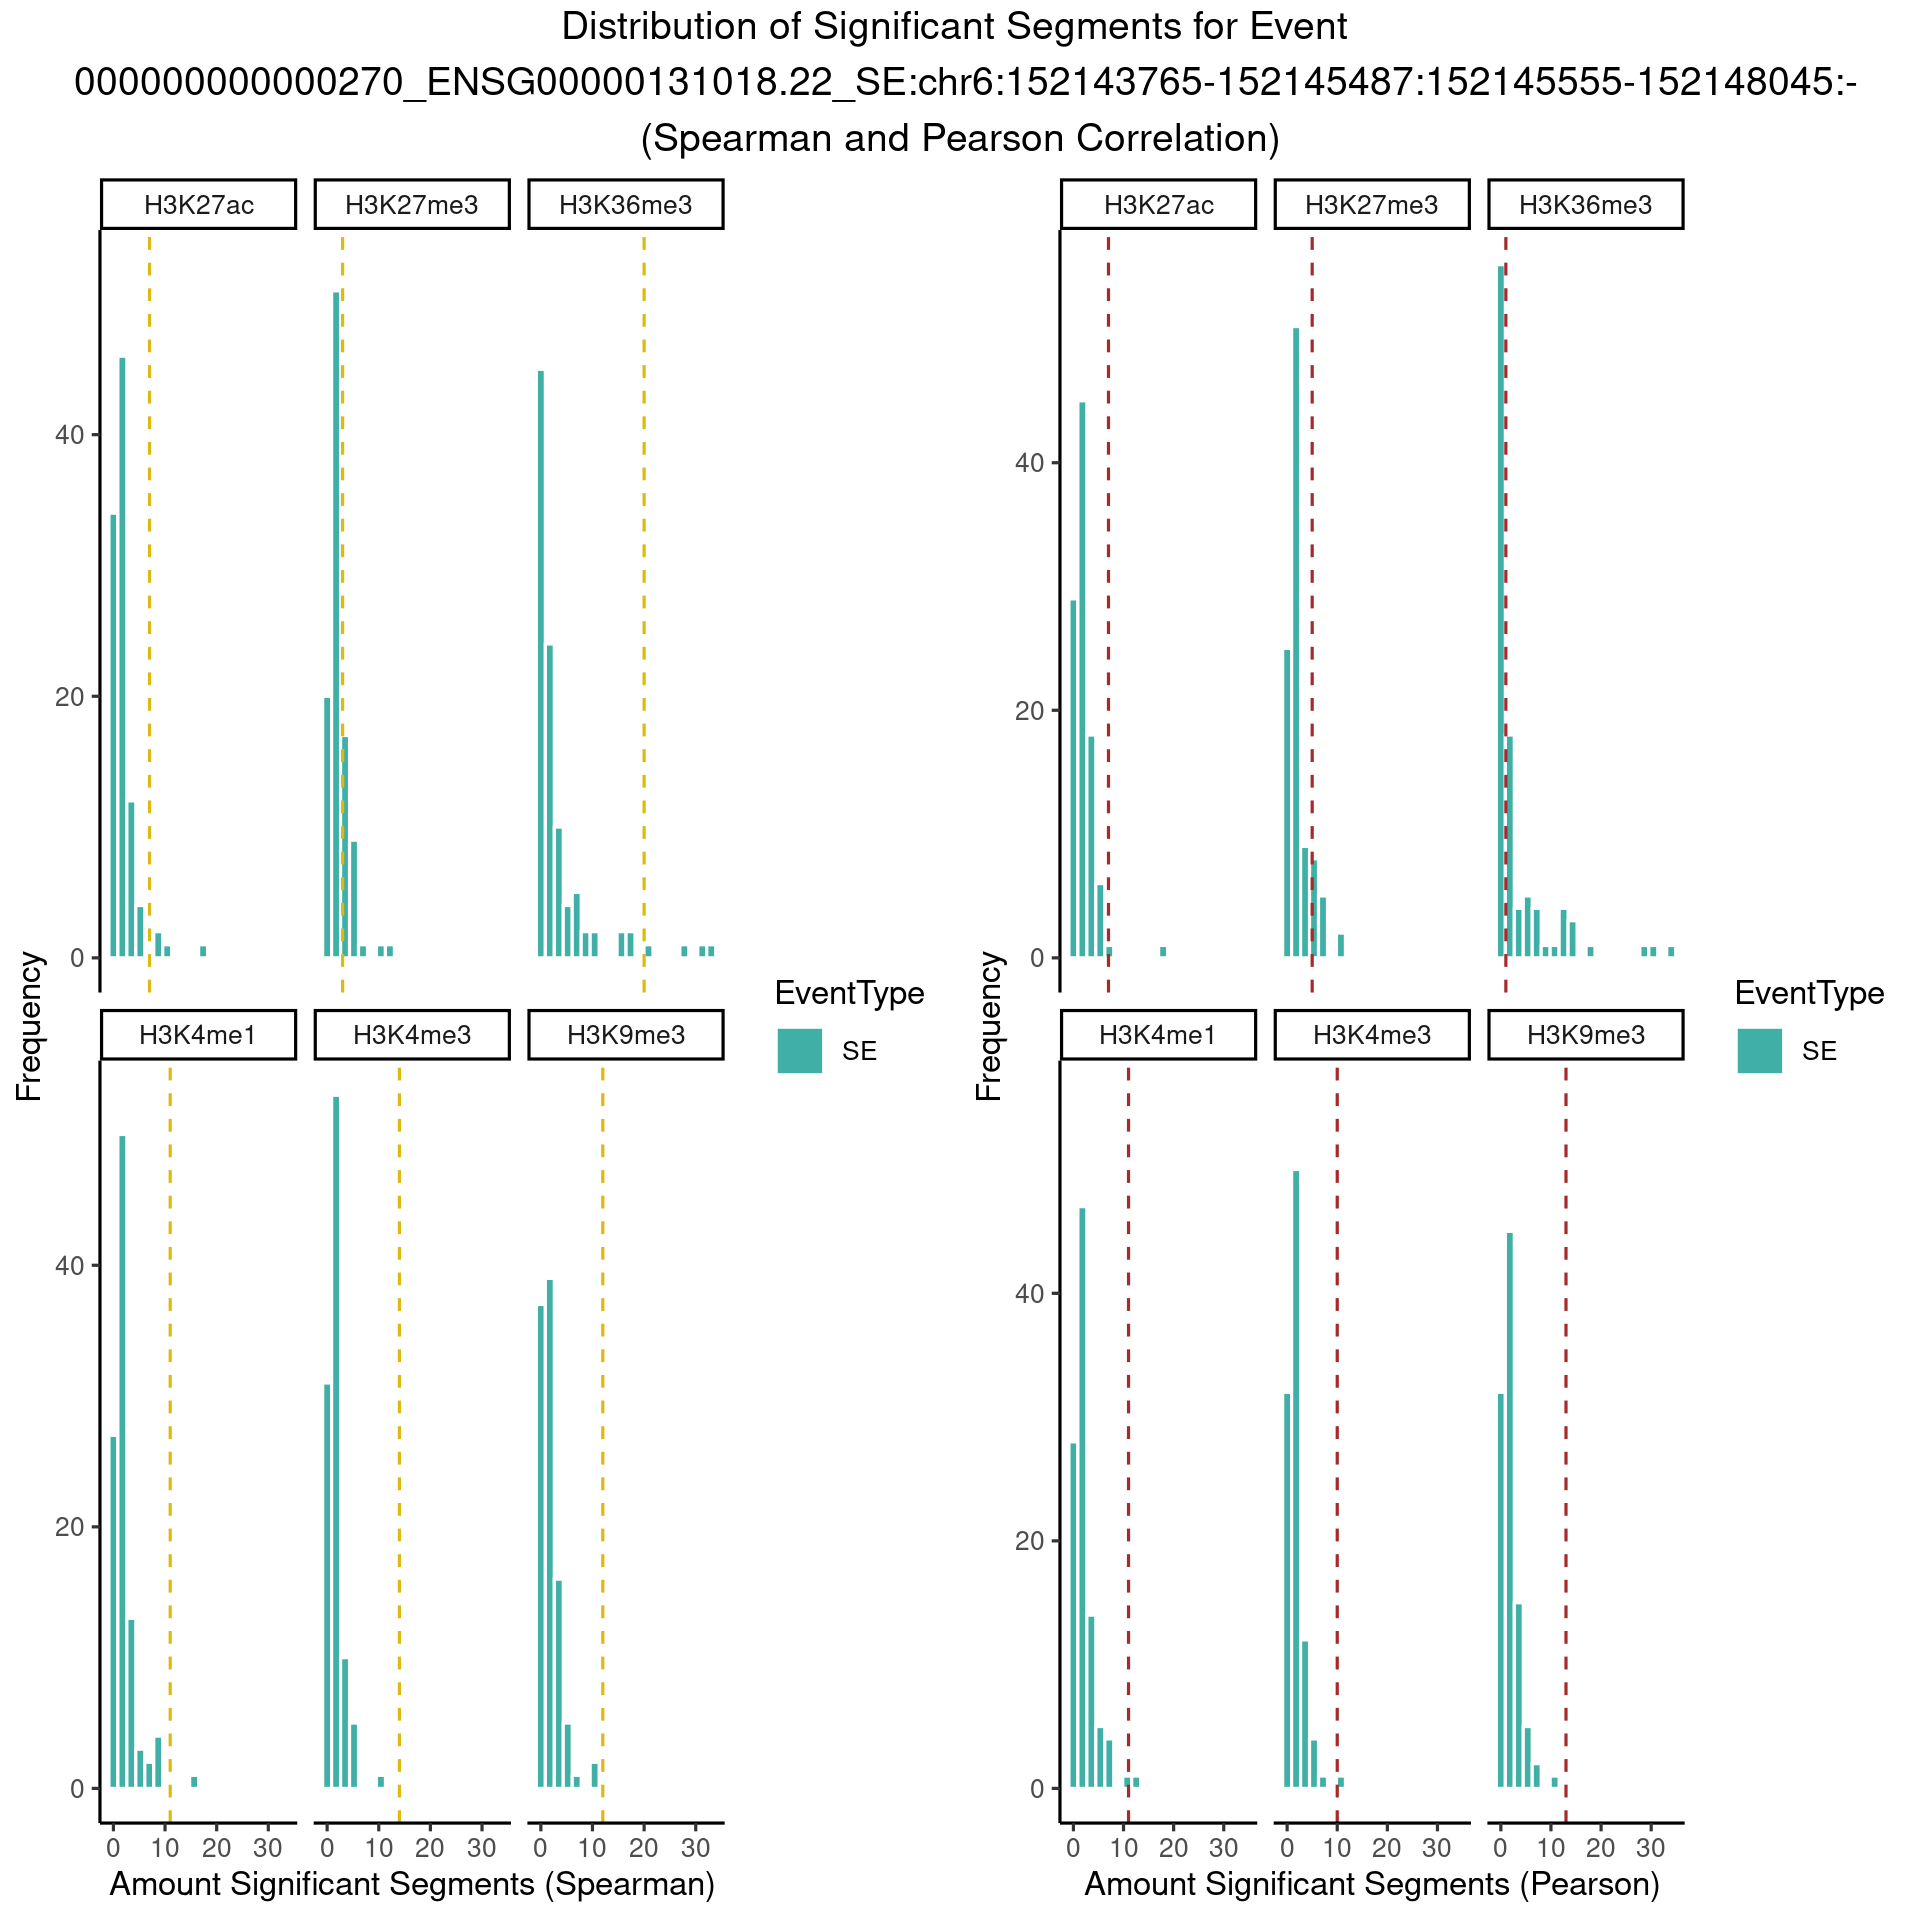 Distribution of Significant Segments for Event
000000000000270_ENSG00000131018.22_SE:chr6:152143765-152145487:152145555-152148045:-
(Spearman and Pearson Correlation)
H3K27ac H3K27me3 H3K36me3
40
20
0
H3K4me1 H3K4me3 H3K9me3
40
20
0
0 10 20 30 0 10 20 30 0 10 20 30
Frequency
Amount Significant Segments (Spearman)
EventType
SE
H3K27ac H3K27me3 H3K36me3
40
20
0
H3K4me1 H3K4me3 H3K9me3
40
20
0
0 10 20 30 0 10 20 30 0 10 20 30
Frequency
Amount Significant Segments (Pearson)
EventType
SE